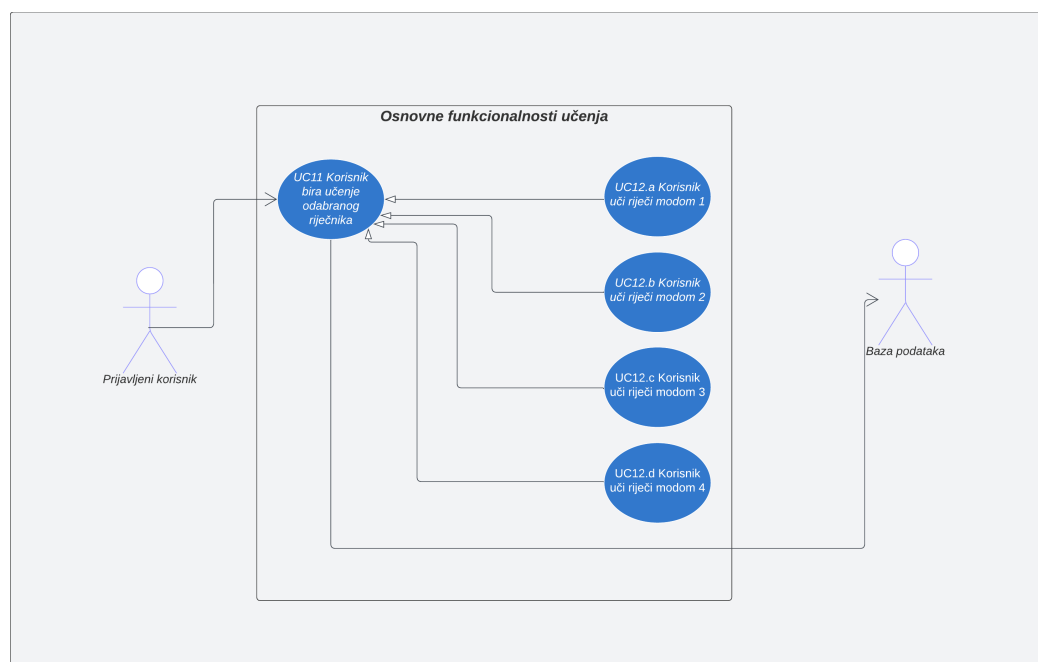 Osnovne funkcionalnosti učenja
UC11 Korisnik
bira učenje
odabranog
riječnika
UC12.a Korisnik
uči riječi modom 1
UC12.b Korisnik
uči riječi modom 2
UC12.c Korisnik
uči riječi modom 3
UC12.d Korisnik
uči riječi modom 4
Prijavljeni korisnik
Baza podataka